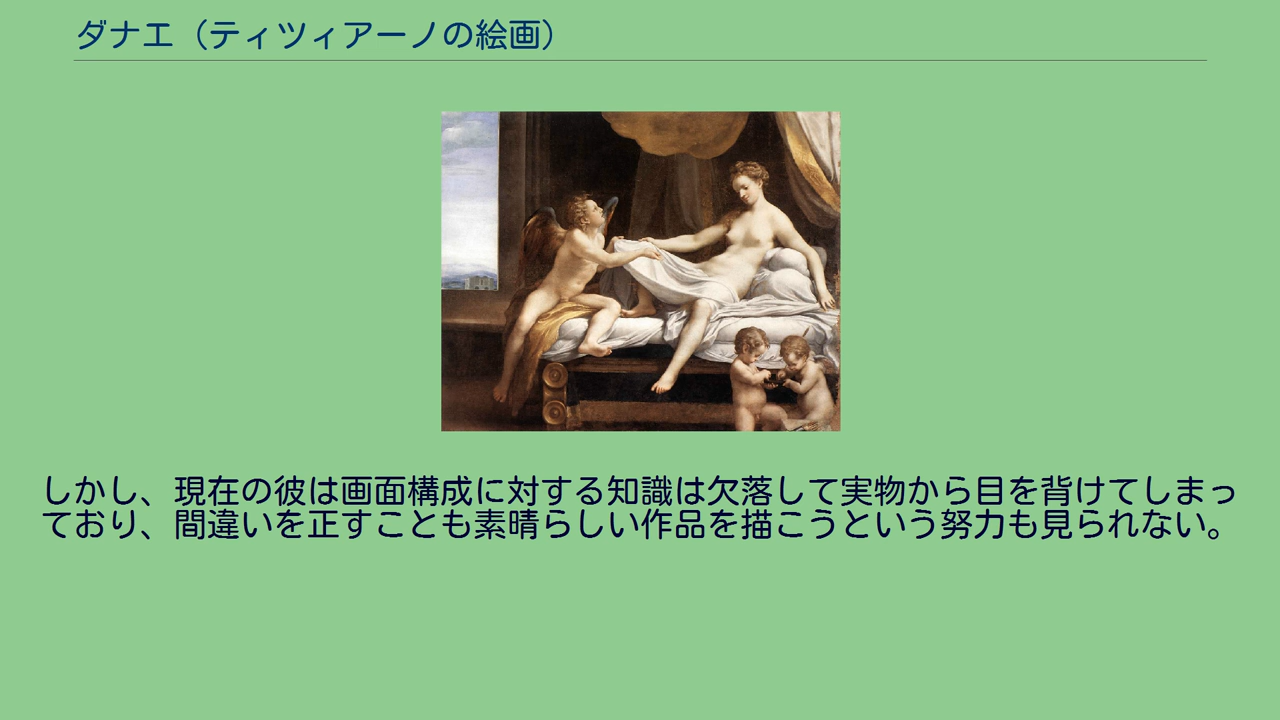 ダナエ（ティツィアーノの絵画）
しかし、現在の彼は画面構成に対する知識は欠落して実物から目を背けてしまっ
ており、間違いを正すことも素晴らしい作品を描こうという努力も見られない。